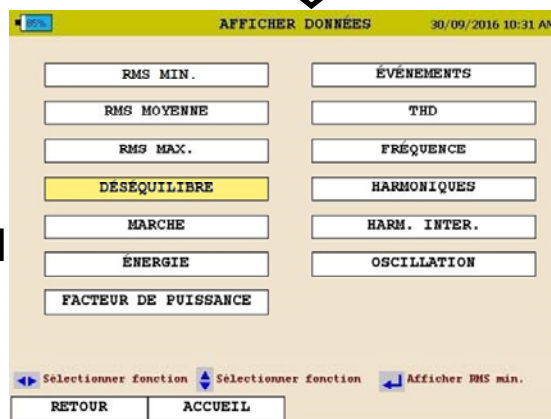 85%
AFFICHER DONNÉES
30/09/2016 10:31 AM
RMS MIN.
ÉVÉNEMENTS
RMS MOYENNE
THD
RMS MAX.
FRÉQUENCE
DÉSÉQUILIBRE
HARMONIQUES
MARCHE
HARM. INTER.
ÉNERGIE
OSCILLATION
FACTEUR DE PUISSANCE
Sélectionner fonction Sélectionner fonction Afficher RMS min.
RETOUR ACCUEIL